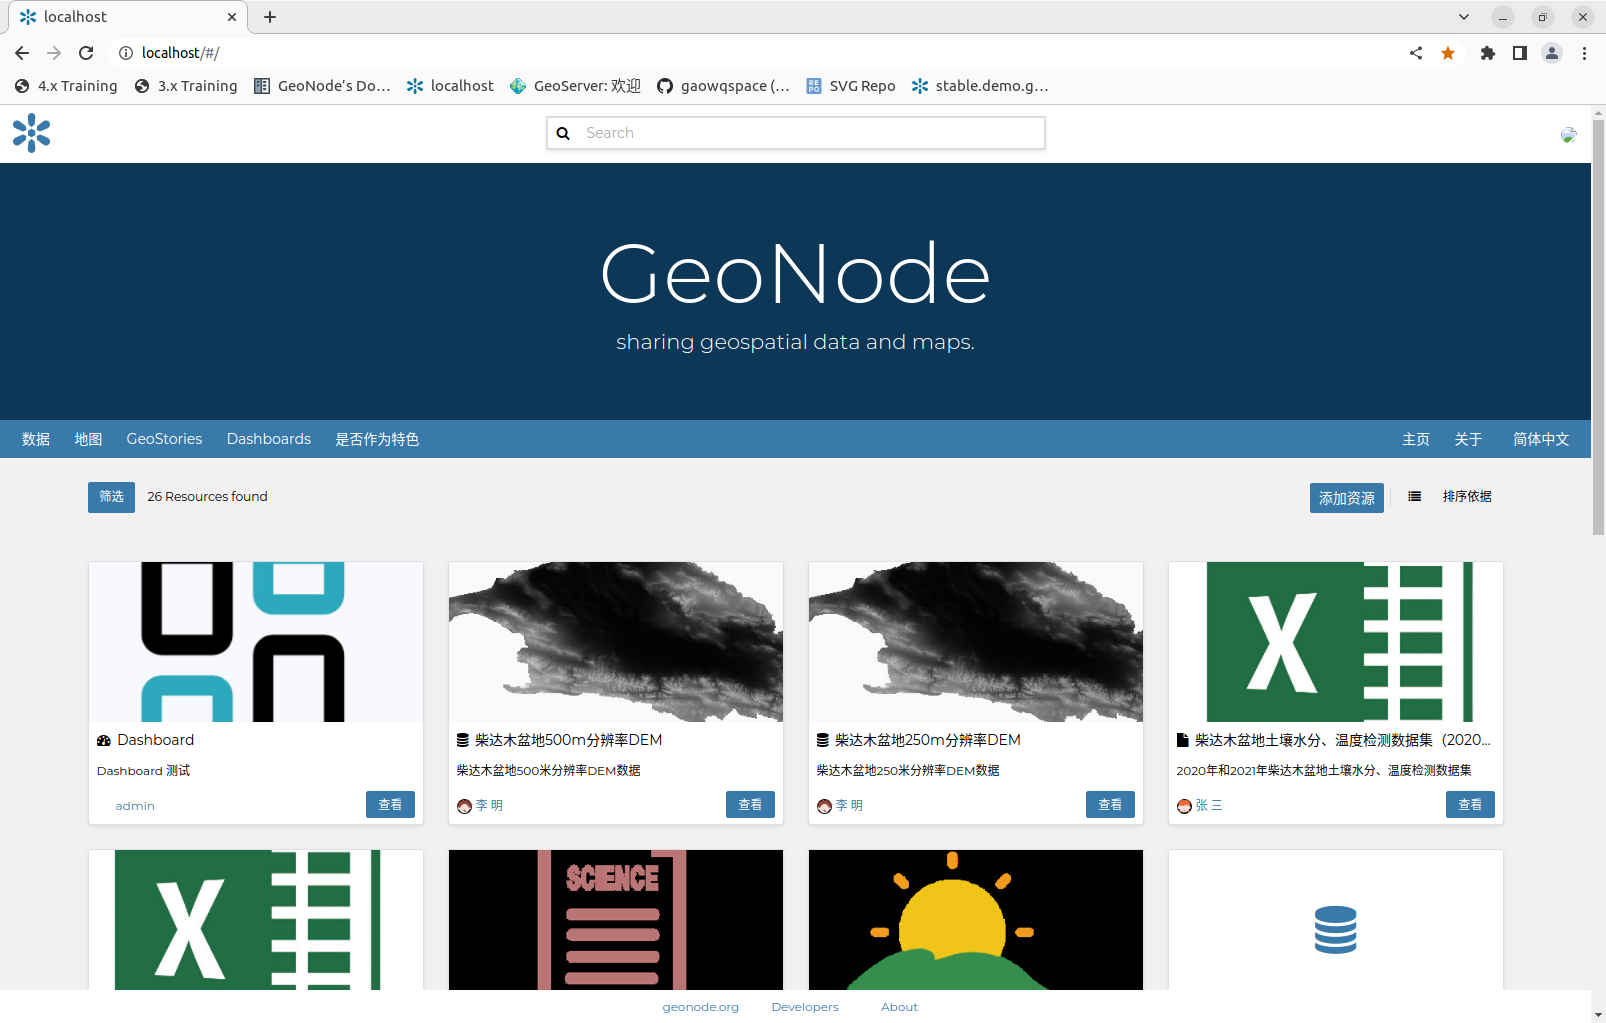 localhost
localhost/#/
4.x Training 3.x Training GeoNode's Do... localhost GeoServer: 欢迎 gaowqspace (... SVG Repo stable.demo.g...
Search
GeoNode
sharing geospatial data and maps.
数据 地图 GeoStories Dashboards 是否作为特色 主页 关于 简体中文
筛选 26 Resources found 添加资源 排序依据
Dashboard
Dashboard 测试
admin 查看
柴达木盆地500m分辨率DEM
柴达木盆地500米分辨率DEM数据
李 明 查看
柴达木盆地250m分辨率DEM
柴达木盆地250米分辨率DEM数据
李 明 查看
柴达木盆地土壤水分、温度检测数据集（2020...
2020年和2021年柴达木盆地土壤水分、温度检测数据集
张 三 查看
SCIENCE
geonode.org Developers About